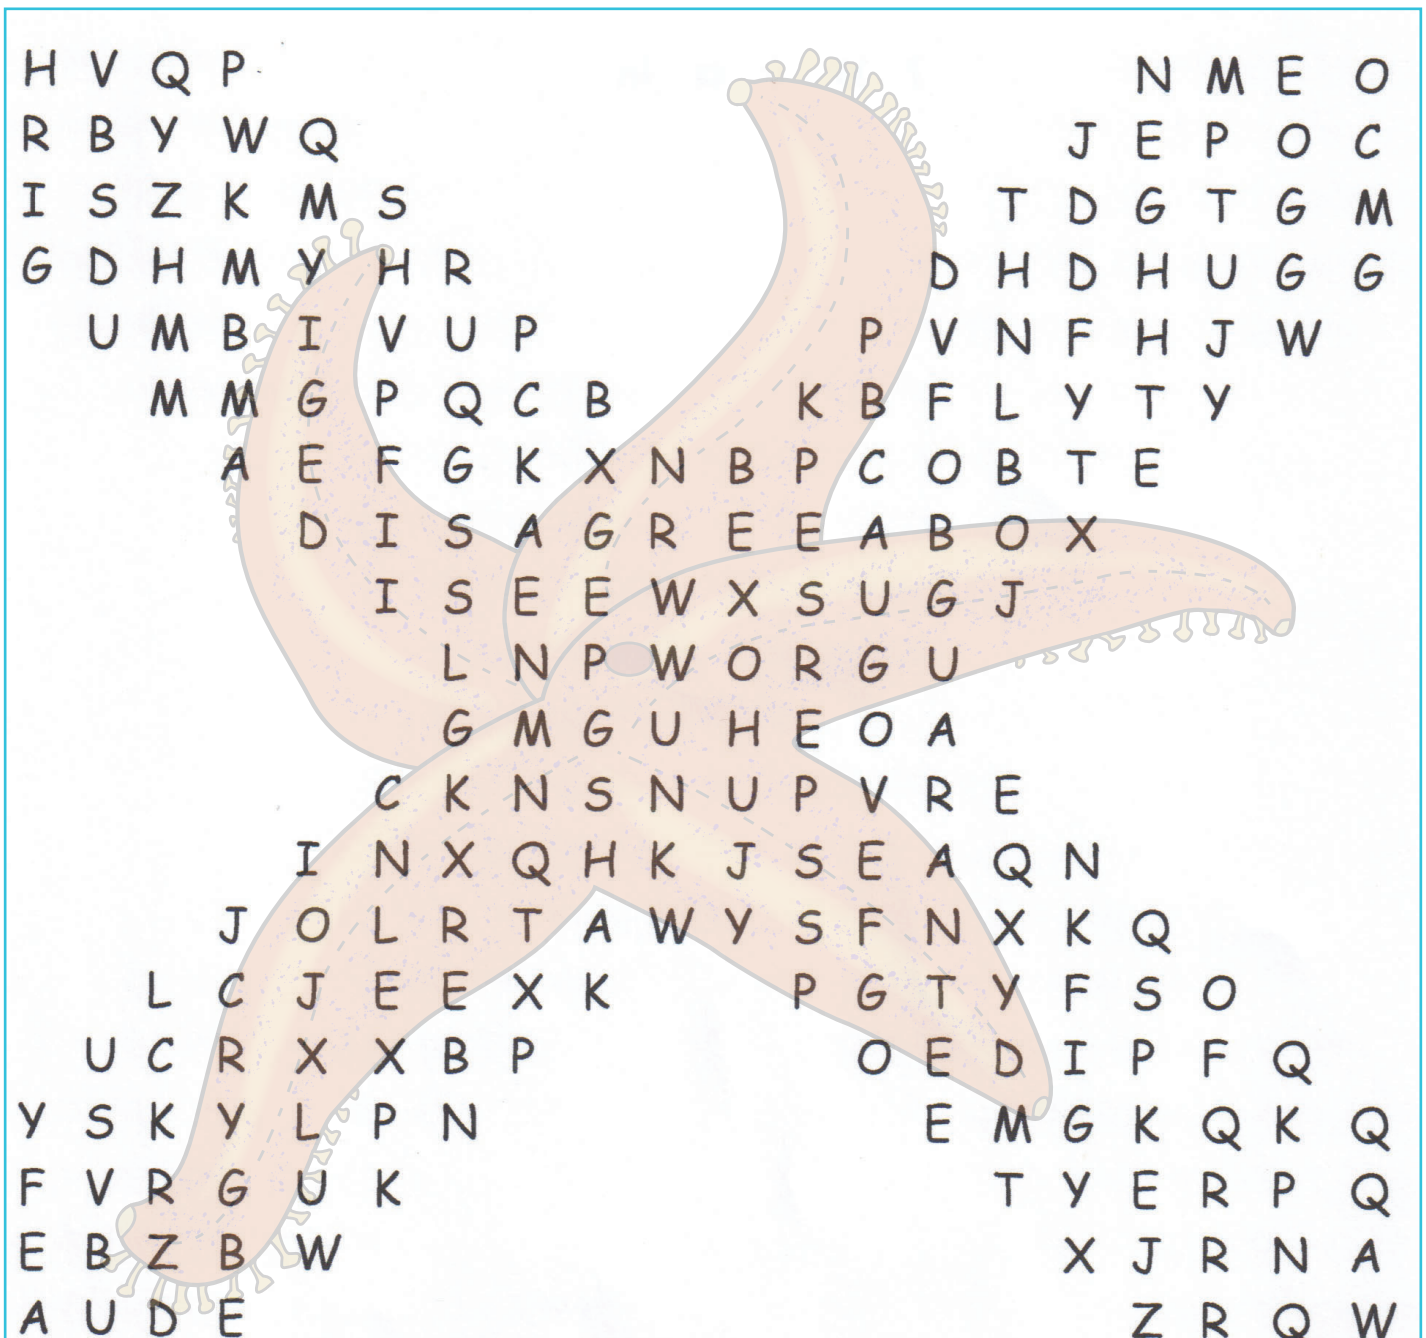 H V Q P N M E O
R B Y W Q J E P O C
I S Z K M S T D G T G M
G D H M Y H R D H D H U G G
U M B I V U P P V N F H J W
M M G P Q C B K B F L Y T Y
A E F G K X N B P C O B T E
D I S A G R E E A B O X
I S E E W X S U G J
L N P W O R G U
G M G U H E O A
C K N S N U P V R E
I N X Q H K J S E A Q N
J O L R T A W Y S F N X K Q
L C J E E X K P G T Y F S O
U C R X X B P O E D I P F Q
Y S K Y L P N E M G K Q K Q
F V R G U K T Y E R P Q
E B Z B W X J R N A
A U D E Z R Q W